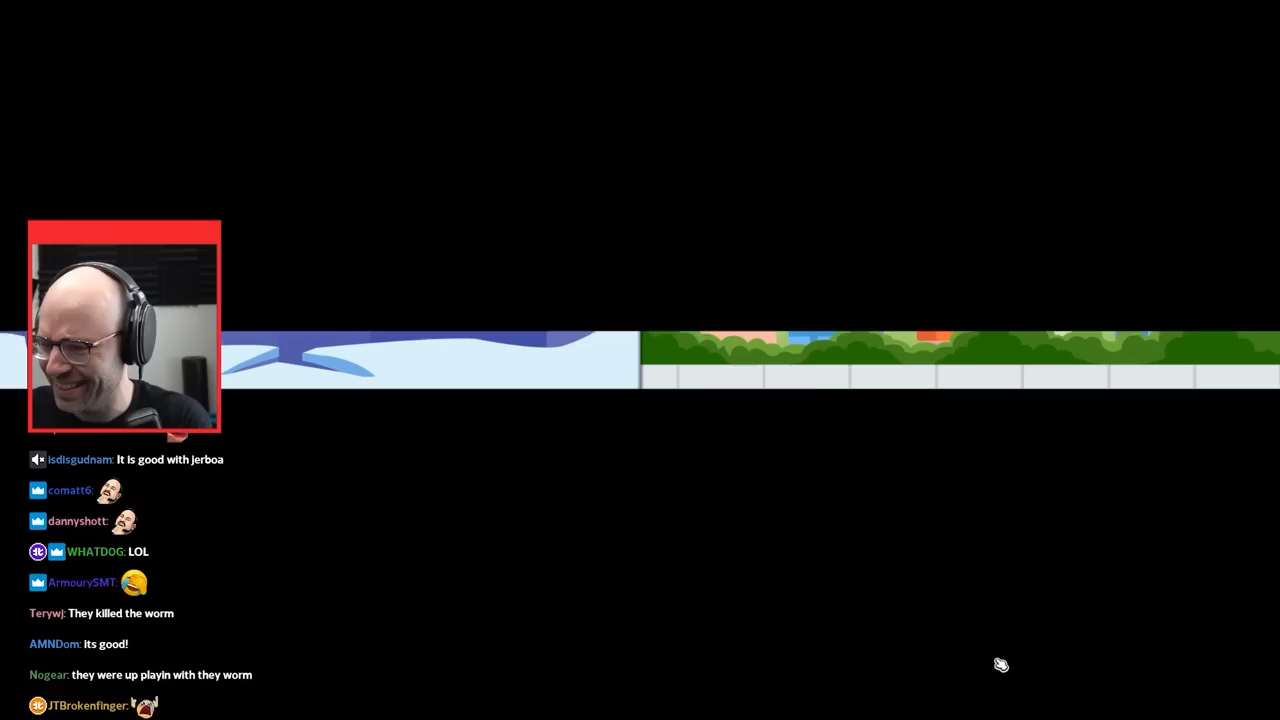 isdisgudnam: It is good with jerboa
comatt6:
dannyshott:
WHATDOG: LOL
ArmourySMT:
Terywj: They killed the worm
AMNDom: its good!
Nogear: they were up playin with they worm
JTBrokenfinger: